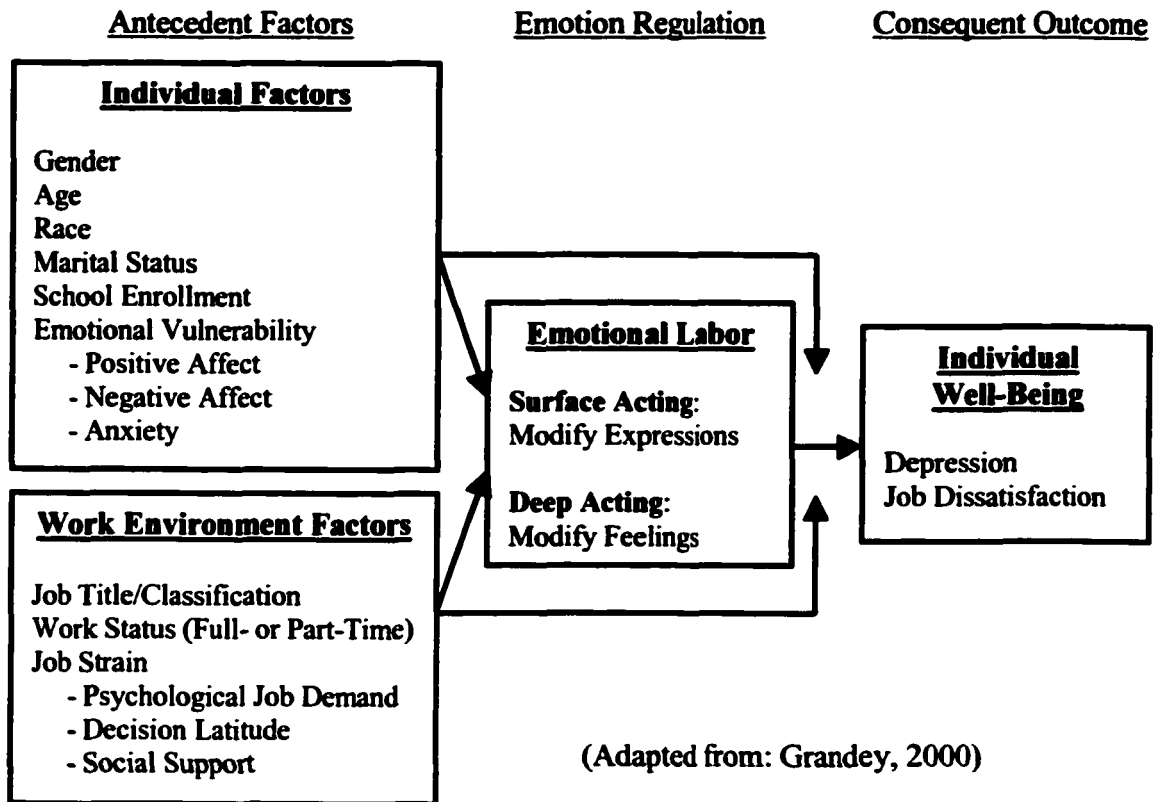 Antecedent Factors
Emotion Regulation
Consequent Outcome
Individual Factors
Gender
Age
Race
Marital Status
School Enrollment
Emotional Vulnerability
- Positive Affect
- Negative Affect
- Anxiety
Work Environment Factors
Job Title/Classification
Work Status (Full- or Part-Time)
Job Strain
- Psychological Job Demand
- Decision Latitude
- Social Support
Emotional Labor
Surface Acting:
Modify Expressions
Deep Acting:
Modify Feelings
Individual
Well-Being
Depression
Job Dissatisfaction
(Adapted from: Grandey, 2000)